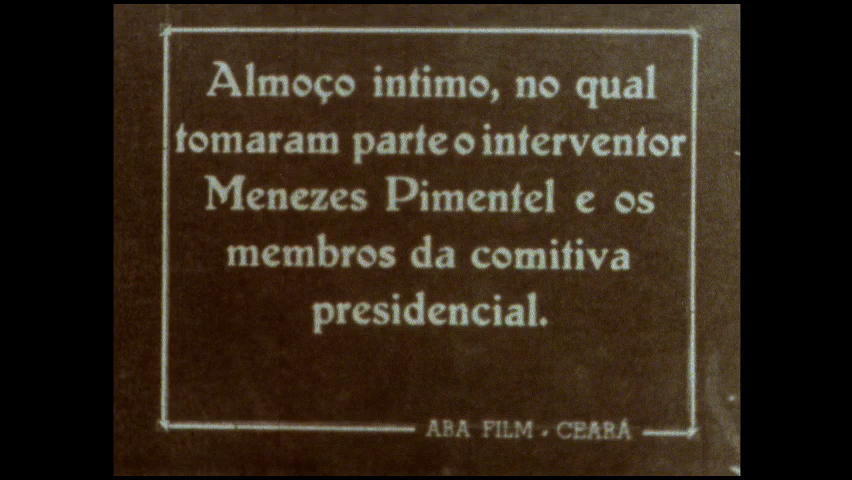 Almoço intimo, no qual
tomaram parte o interventor
Menezes Pimentel e os
membros da comitiva
presidencial.
ABA FILM . CEARÁ